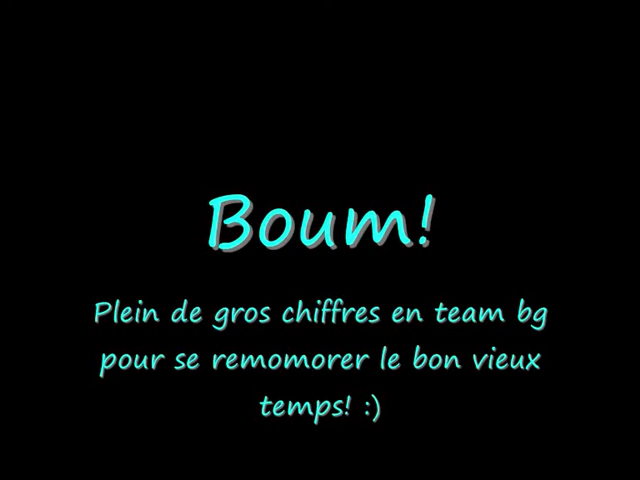 Boum!
Plein de gros chiffres en team bg
pour se remomorer le bon vieux
temps! :)